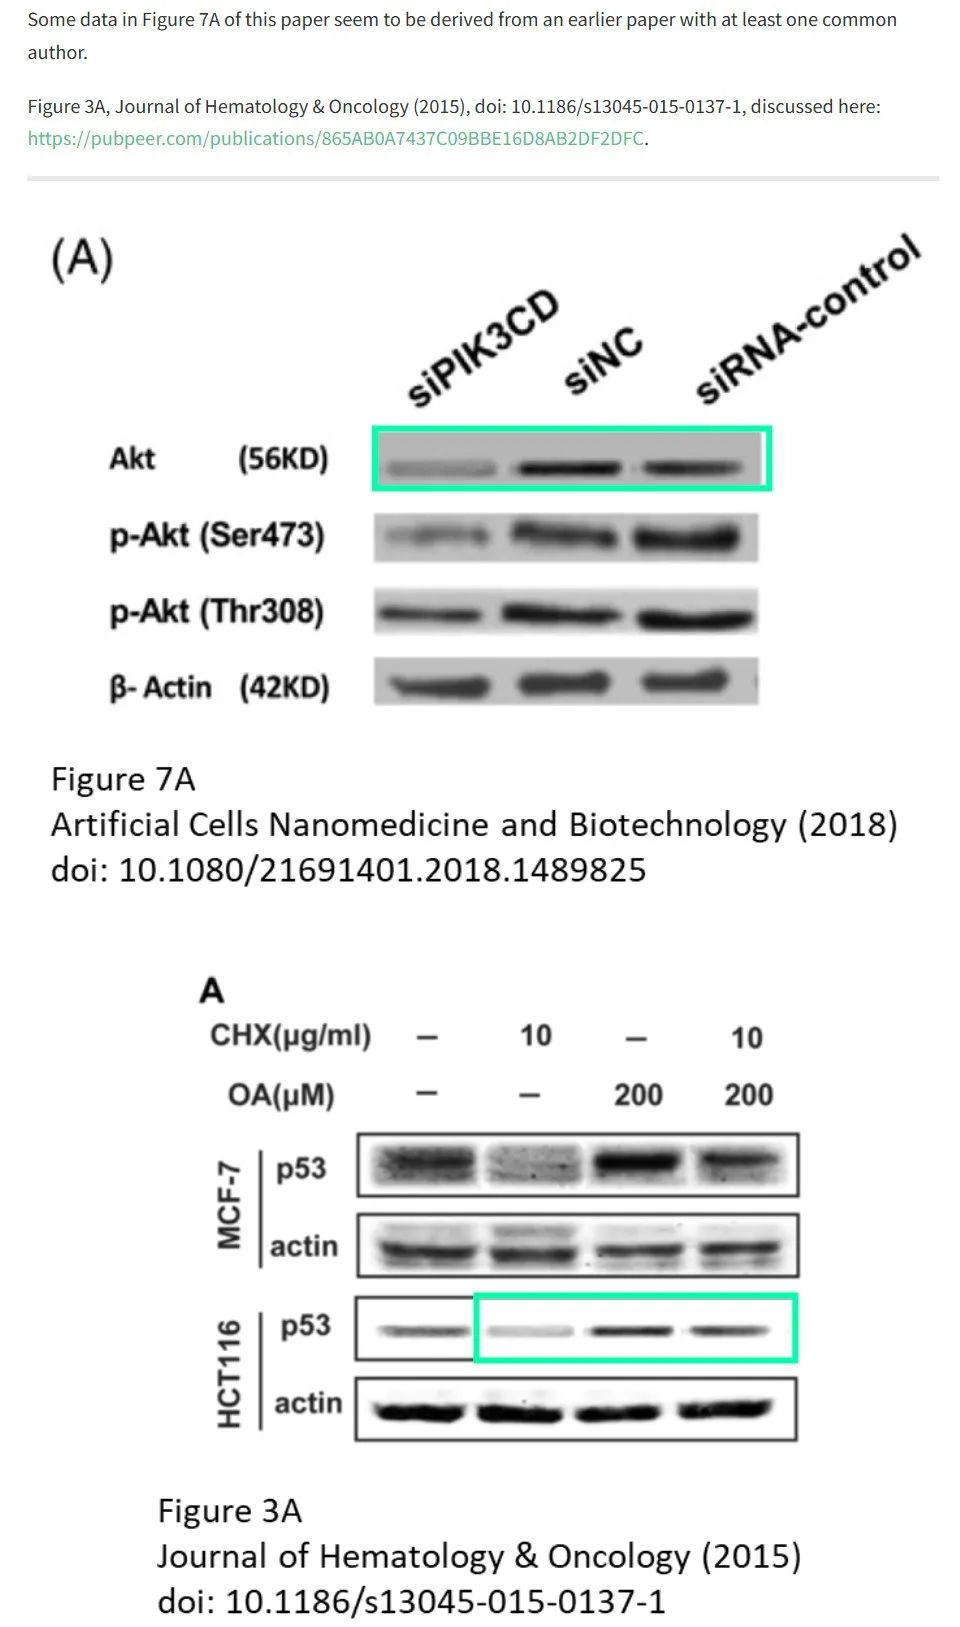 Some data in Figure 7A of this paper seem to be derived from an earlier paper with at least one common
author.
Figure 3A, Journal of Hematology & Oncology (2015), doi: 10.1186/s13045-015-0137-1, discussed here:
https://pubpeer.com/publications/865AB0A7437C09BBE16D8AB2DF2DFC.
(A)
siPIK3CD siNC siRNA-control
Akt (56KD)
p-Akt (Ser473)
p-Akt (Thr308)
β- Actin (42KD)
Figure 7A
Artificial Cells Nanomedicine and Biotechnology (2018)
doi: 10.1080/21691401.2018.1489825
A
CHX(μg/ml) – 10 – 10
OA(μM) – – 200 200
MCF-7
p53
actin
HCT116
p53
actin
Figure 3A
Journal of Hematology & Oncology (2015)
doi: 10.1186/s13045-015-0137-1